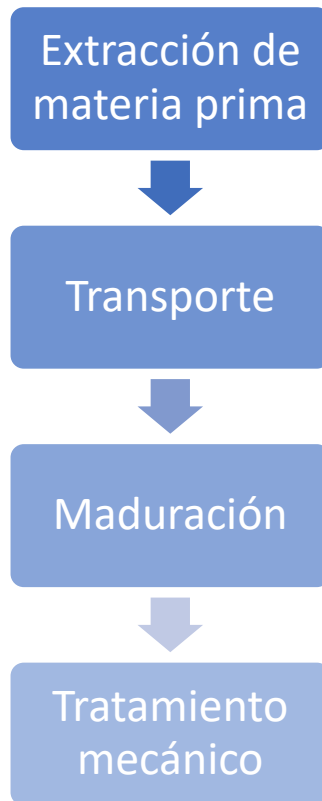 Extracción de
materia prima
Transporte
Maduración
Tratamiento
mecánico